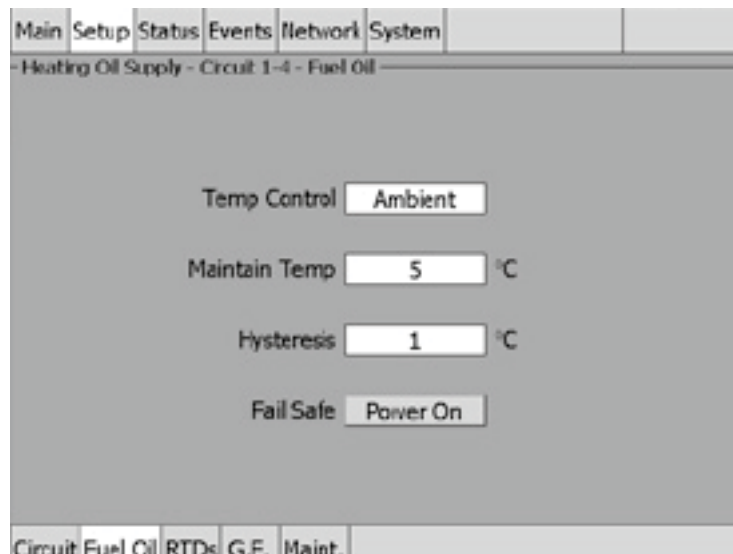 Main Setup Status Events Network System
Heating Oil Supply - Circuit 1-4 - Fuel Oil
Temp Control Ambient
Maintain Temp 5 °C
Hysteresis 1 °C
Fail Safe Power On
Circuit Fuel Oil RTDs G.F. Maint.